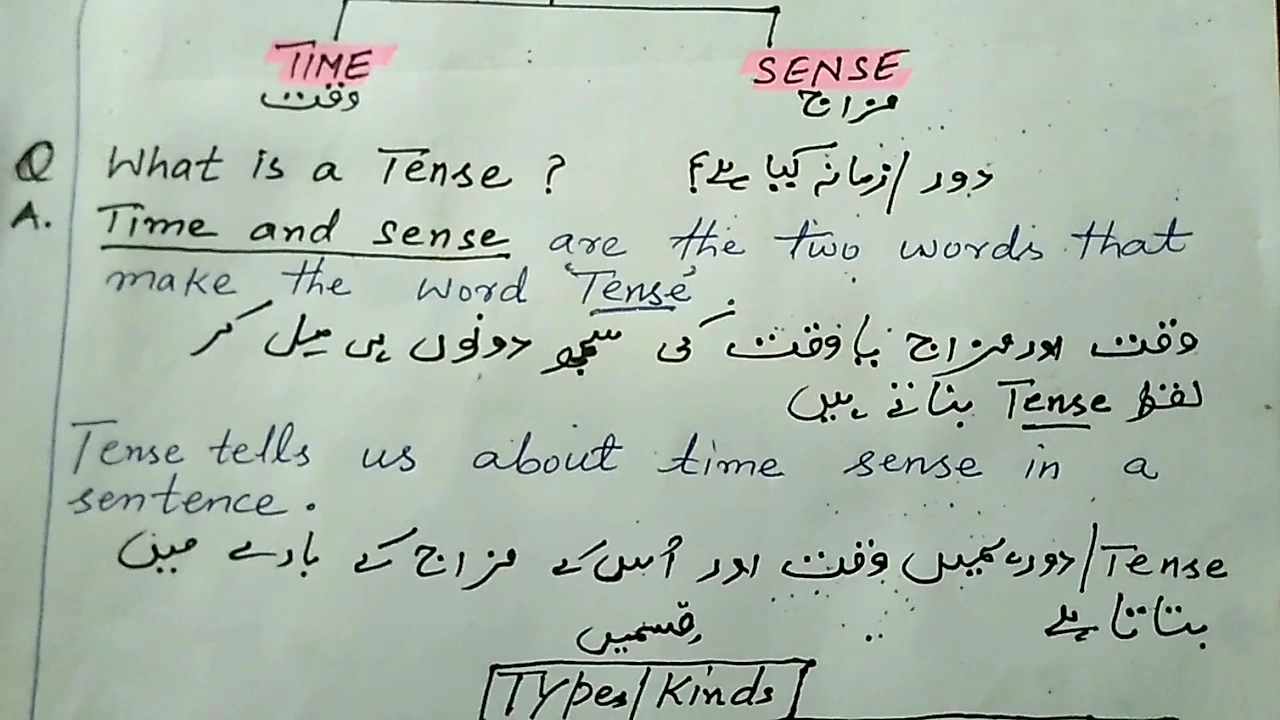 TIME SENSE
وقت مزاج
Q What is a Tense ? دور / زمانہ کیا ہے؟
A. Time and sense are the two words that
make the word 'Tense'.
وقت اور مزاج یا وقت کی سمجھ دونوں ہی میل کر
لفظ Tense بناتے ہیں
Tense tells us about time sense in a
sentence.
Tense/دور ہمیں وقت اور اُس کے مزاج کے بارے میں
بتاتا ہے
قسمیں
Types/Kinds